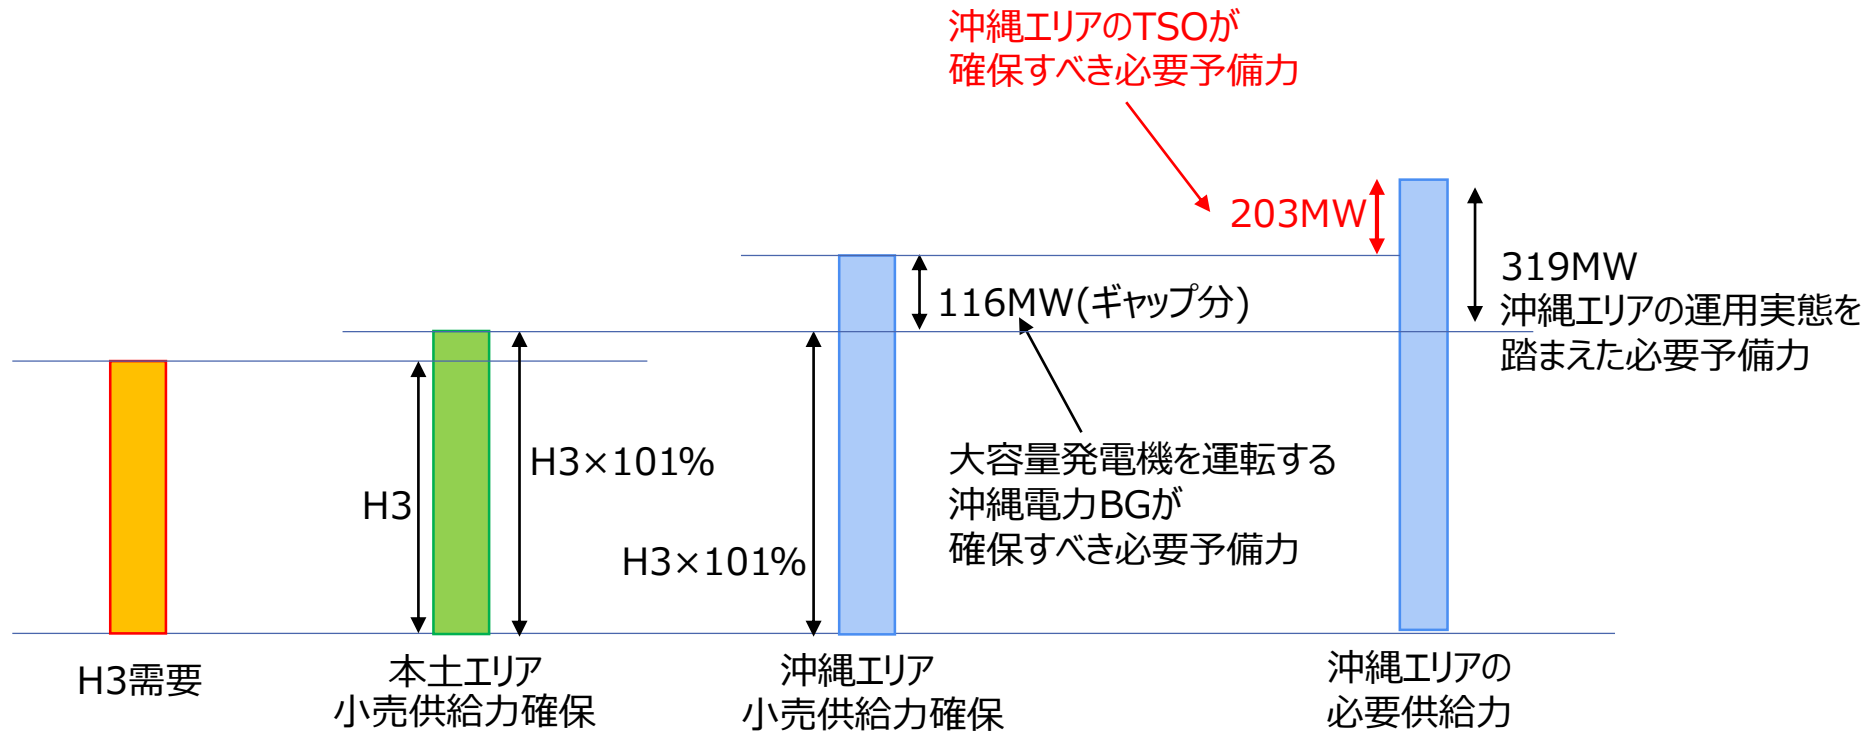 沖縄エリアのTSOが
確保すべき必要予備力
203MW
319MW
沖縄エリアの運用実態を
踏まえた必要予備力
116MW(ギャップ分)
H3×101%
H3
H3×101%
大容量発電機を運転する
沖縄電力BGが
確保すべき必要予備力
H3需要
本土エリア
小売供給力確保
沖縄エリア
小売供給力確保
沖縄エリアの
必要供給力